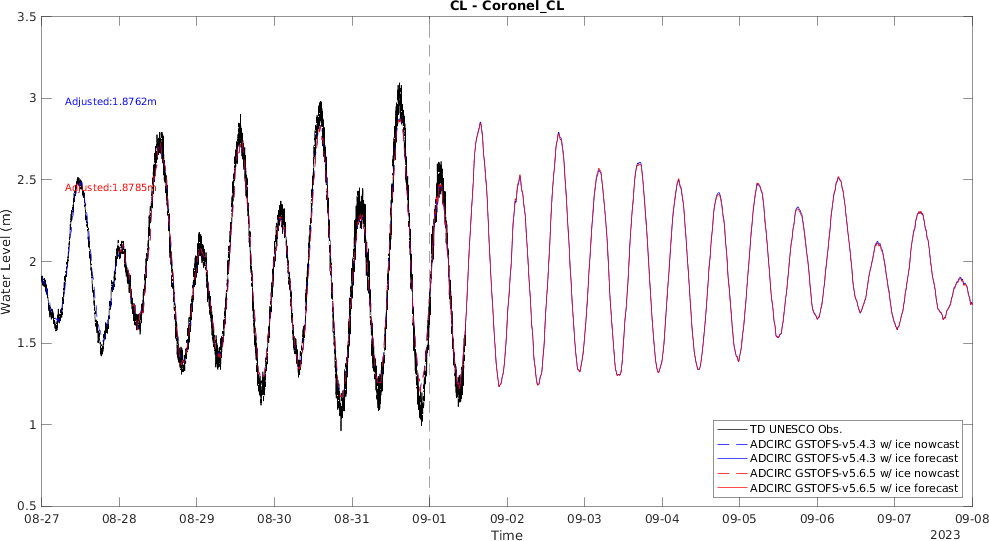 CL - Coronel_CL
3.5
3
2.5
2
1.5
1
0.5
Water Level (m)
Adjusted:1.8762m
Adjusted:1.8785m
TD UNESCO Obs.
ADCIRC GSTOFS-v5.4.3 w/ ice nowcast
ADCIRC GSTOFS-v5.4.3 w/ ice forecast
ADCIRC GSTOFS-v5.6.5 w/ ice nowcast
ADCIRC GSTOFS-v5.6.5 w/ ice forecast
08-27 08-28 08-29 08-30 08-31 09-01 09-02 09-03 09-04 09-05 09-06 09-07 09-08
Time
2023